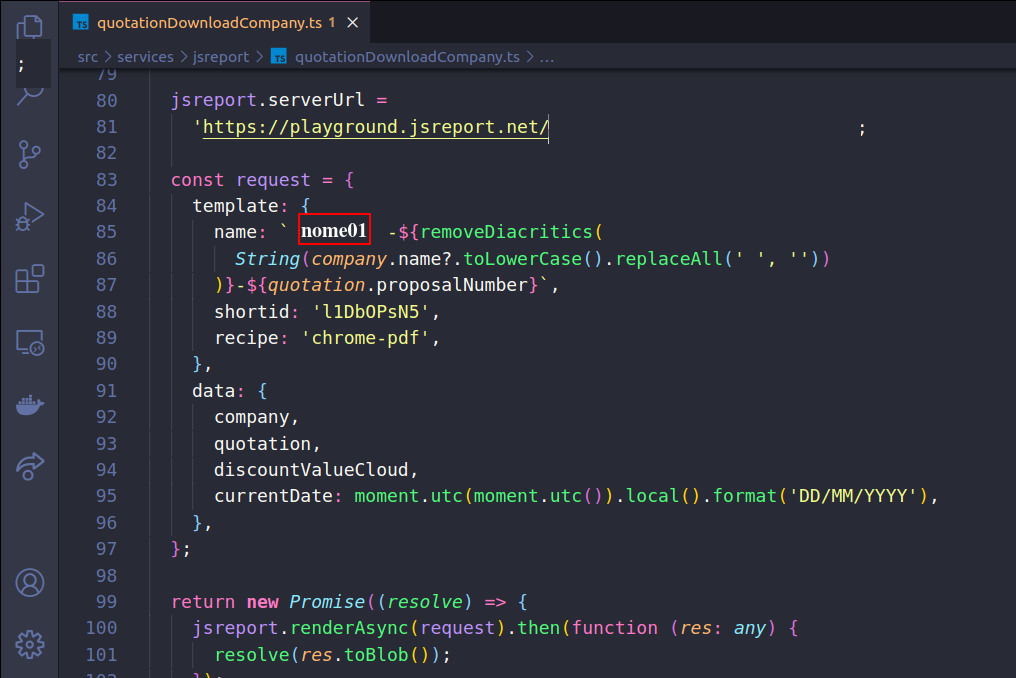 quotationDownloadCompany.ts 1 ×
src > services > jsreport > quotationDownloadCompany.ts > ...
;
79
80 jsreport.serverUrl =
81 'https://playground.jsreport.net/ ;
82
83 const request = {
84 template: {
85 name: ` nome01 -${removeDiacritics(
86 String(company.name?.toLowerCase().replaceAll(' ', ''))
87 )}-${quotation.proposalNumber}`,
88 shortid: 'l1DbOPsN5',
89 recipe: 'chrome-pdf',
90 },
91 data: {
92 company,
93 quotation,
94 discountValueCloud,
95 currentDate: moment.utc(moment.utc()).local().format('DD/MM/YYYY'),
96 },
97 };
98
99 return new Promise((resolve) => {
100 jsreport.renderAsync(request).then(function (res: any) {
101 resolve(res.toBlob());
102 });